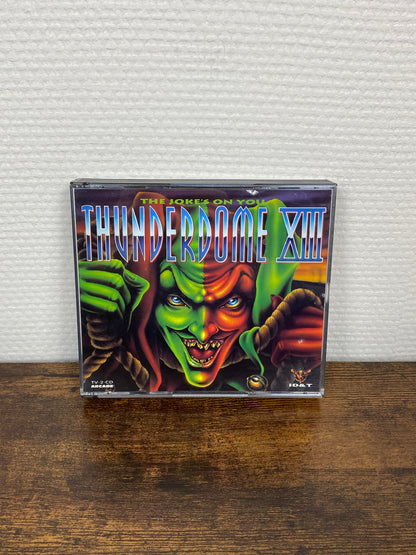 THE JOKE'S ON YOU
THUNDERDOME XIII
TV-2 CD
ARCADE
ID&T